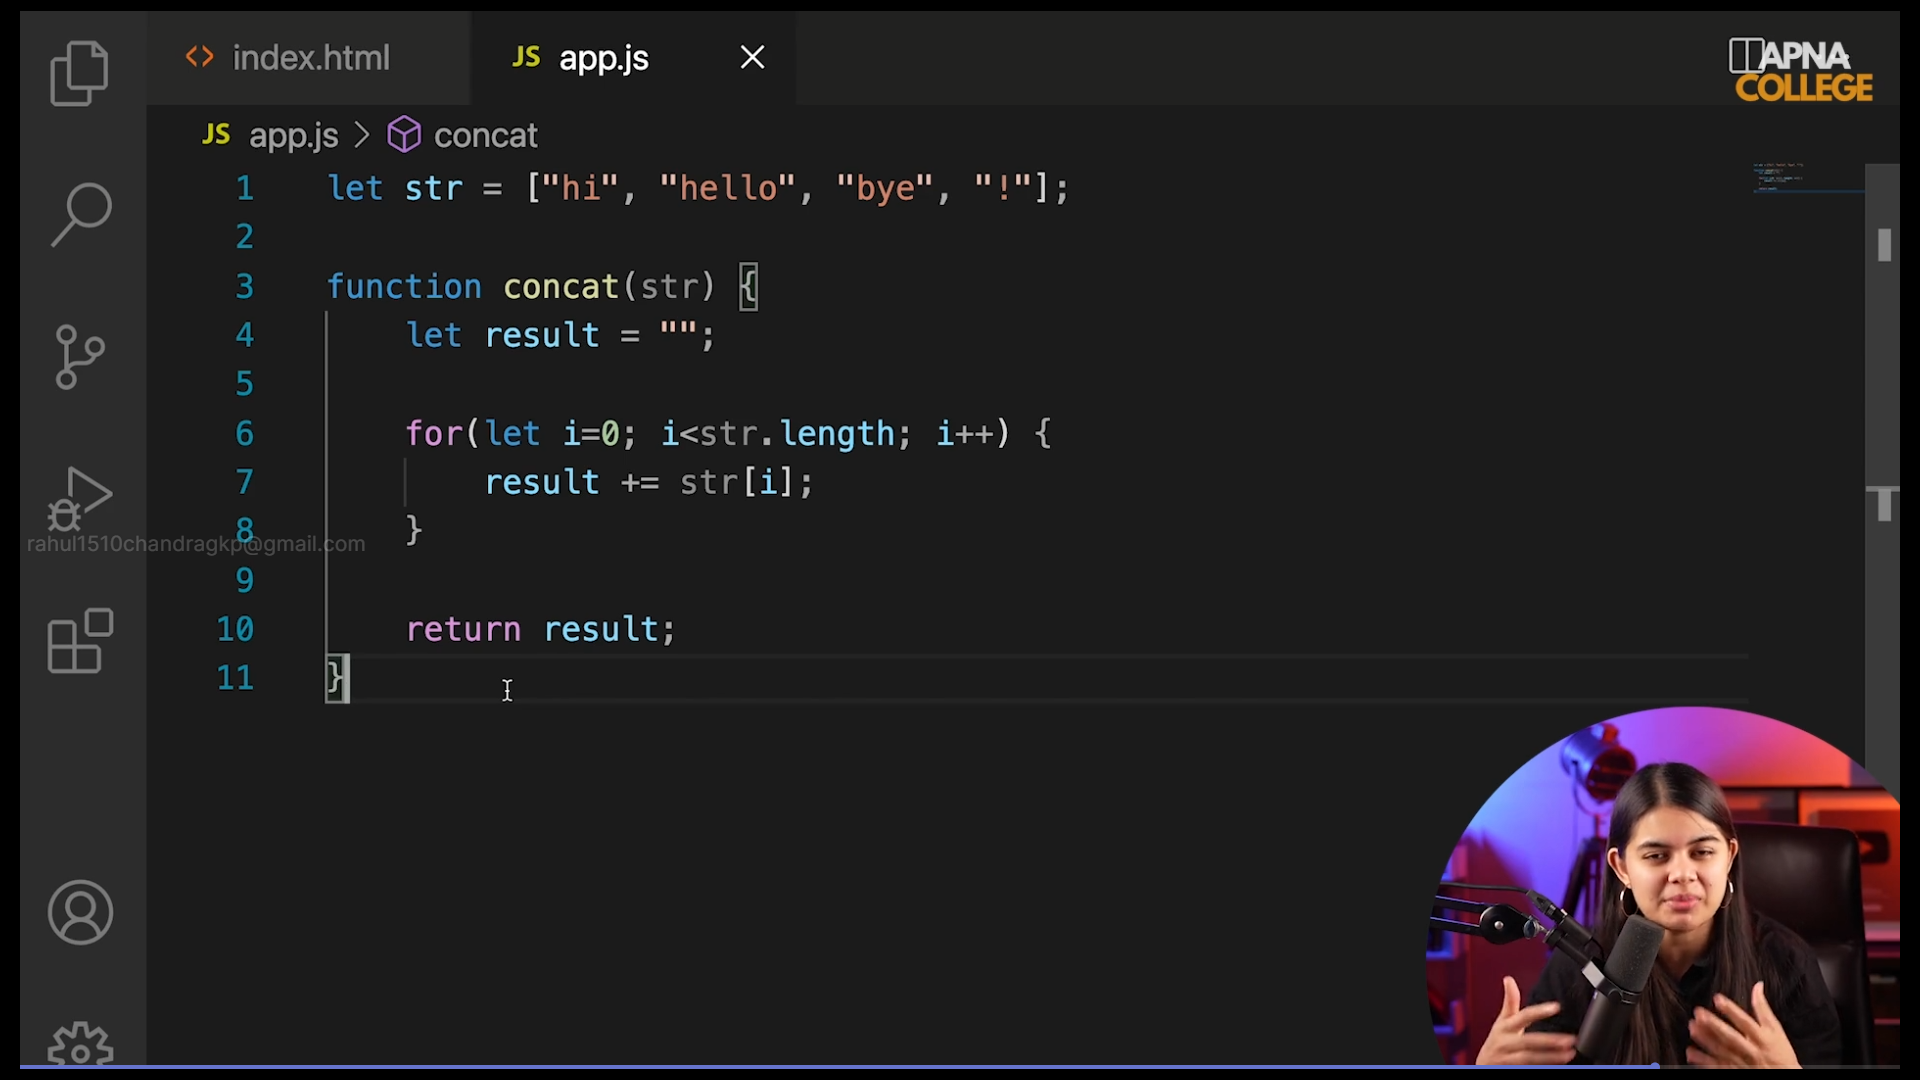 index.html
JS app.js
APNA
COLLEGE
JS app.js > concat
1 let str = ["hi", "hello", "bye", "!"];
2
3 function concat(str) {
4 let result = "";
5
6 for(let i=0; i<str.length; i++) {
7 result += str[i];
8 }
rahul1510chandragkp@gmail.com
9
10 return result;
11 }